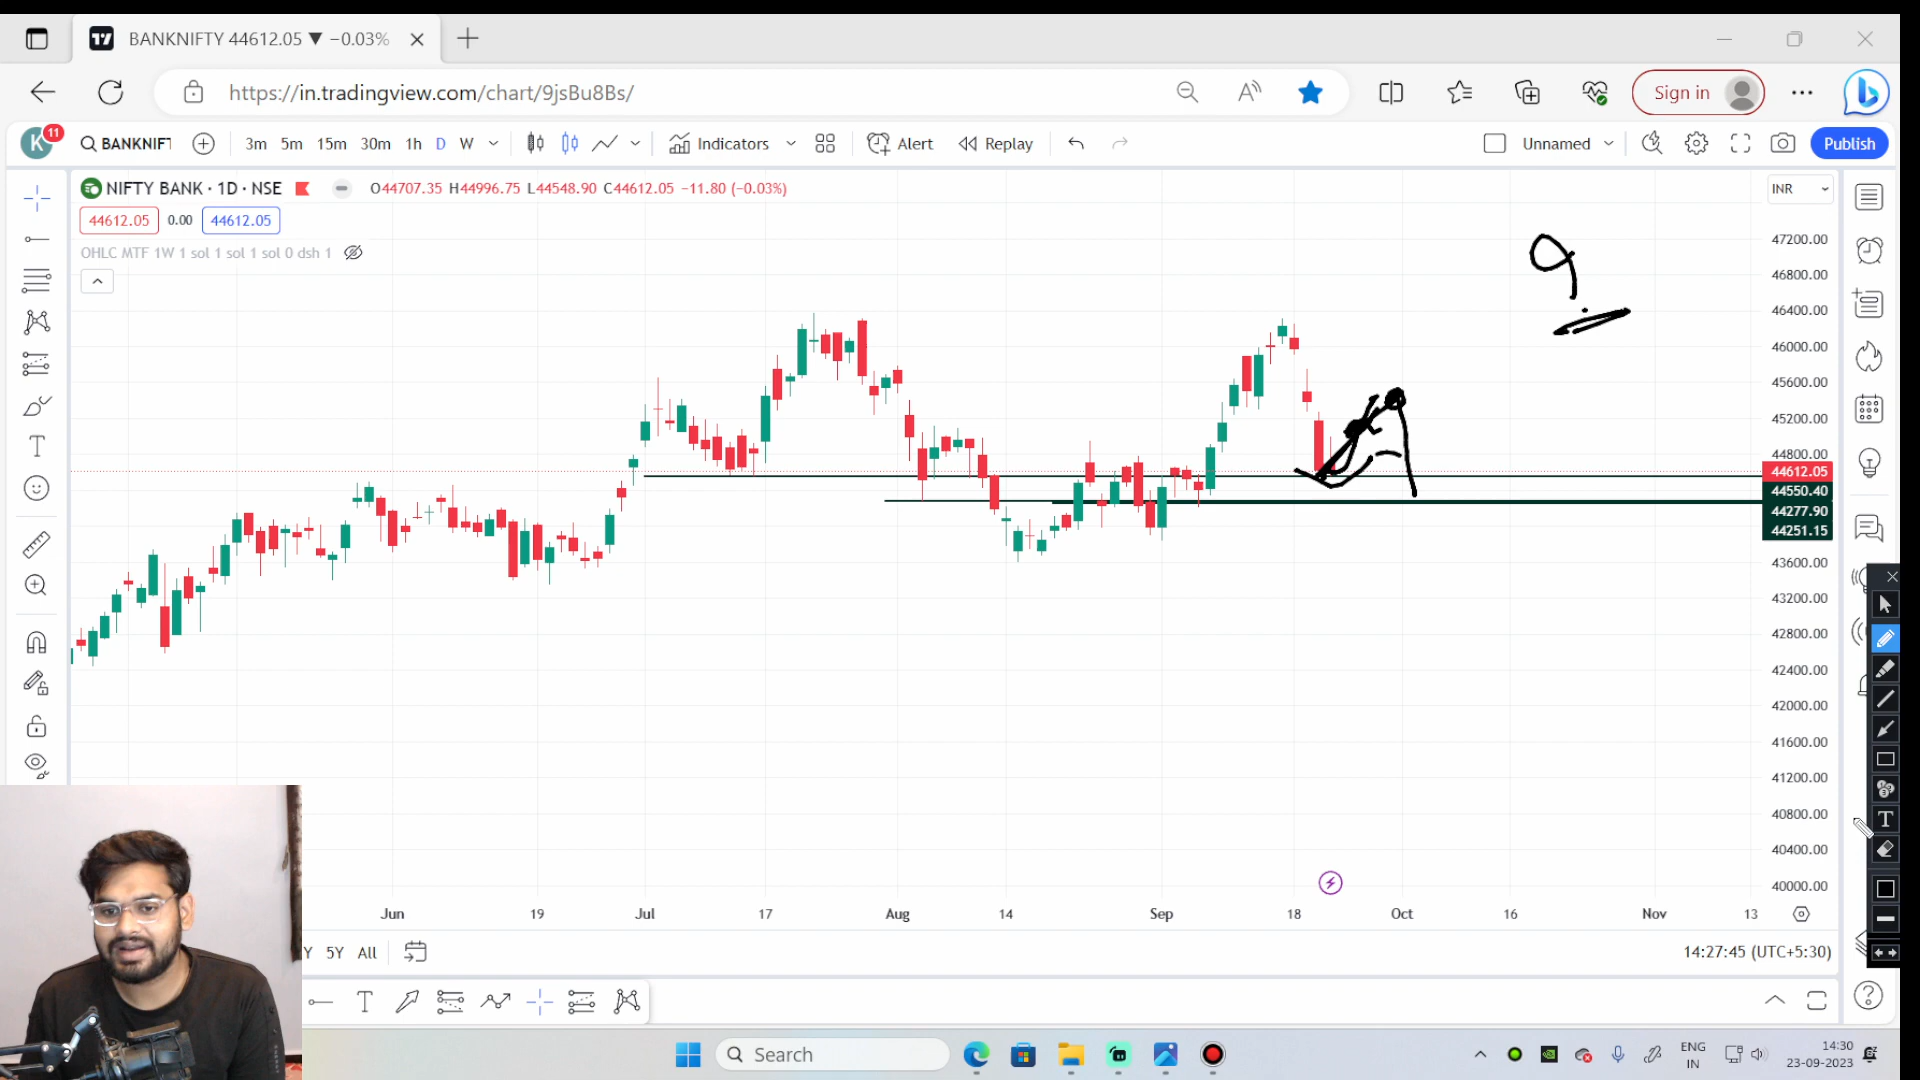 BANKNIFTY 44612.05 ▼ −0.03%
https://in.tradingview.com/chart/9jsBu8Bs/
Sign in
K 11 BANKNIF 3m 5m 15m 30m 1h D W Indicators Alert Replay Unnamed Publish
NIFTY BANK · 1D · NSE O44707.35 H44996.75 L44548.90 C44612.05 −11.80 (−0.03%)
INR
44612.05 0.00 44612.05
OHLC MTF 1W 1 sol 1 sol 1 sol 0 dsh 1
9
47200.00
46800.00
46400.00
46000.00
45600.00
45200.00
44800.00
44612.05
44550.40
44277.90
44251.15
43600.00
43200.00
42800.00
42400.00
42000.00
41600.00
41200.00
40800.00
40400.00
40000.00
Jun 19 Jul 17 Aug 14 Sep 18 Oct 16 Nov 13
Y 5Y All
14:27:45 (UTC+5:30)
Search
ENG
IN
14:30
23-09-2023